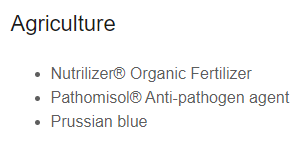 Agriculture
Nutrilizer® Organic Fertilizer
Pathomisol® Anti-pathogen agent
Prussian blue